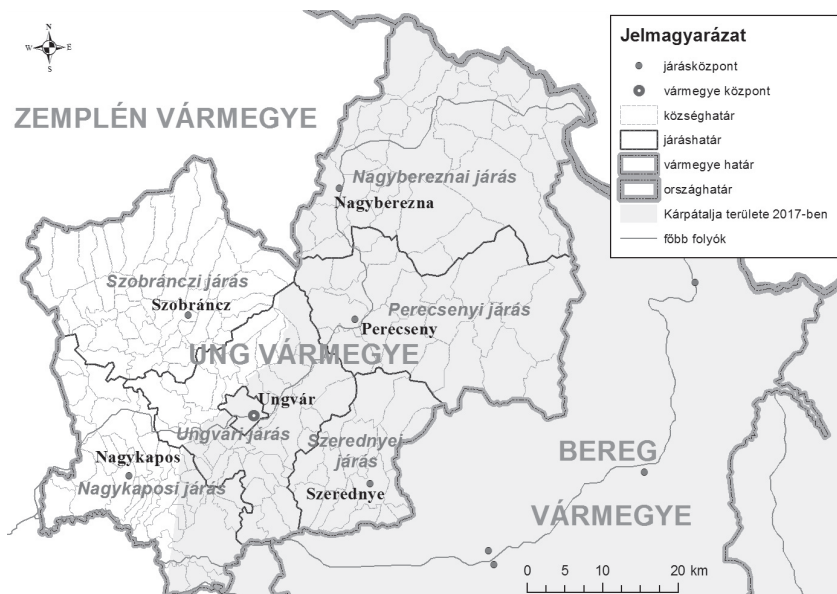 N
W E
S
ZEMPLÉN VÁRMEGYE
Jelmagyarázat
járásközpont
vármegye központ
községhatár
járáshatár
vármegye határ
országhatár
Kárpátalja területe 2017-ben
főbb folyók
Nagybereznai járás
Nagyberezna
Szobránczi járás
Szobráncz
Perecsenyi járás
Perecseny
UNG VÁRMEGYE
Ungvár
Ungvári járás
Szerednyei
járás
Szerednye
Nagykapos
Nagykaposi járás
BEREG
VÁRMEGYE
0 5 10 20 km